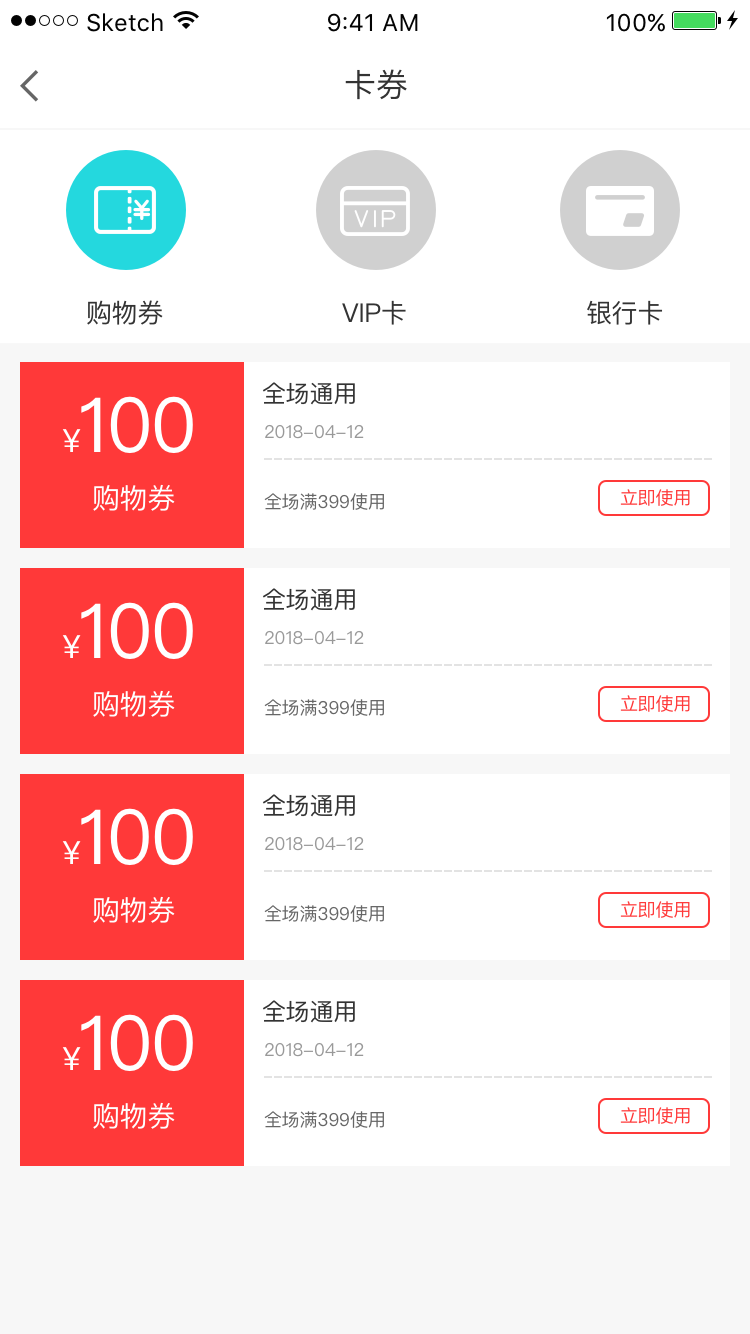 Sketch 9:41 AM 100%
卡券
¥
VIP
购物券 VIP卡 银行卡
¥100
购物券
全场通用
2018-04-12
全场满399使用 立即使用
¥100
购物券
全场通用
2018-04-12
全场满399使用 立即使用
¥100
购物券
全场通用
2018-04-12
全场满399使用 立即使用
¥100
购物券
全场通用
2018-04-12
全场满399使用 立即使用